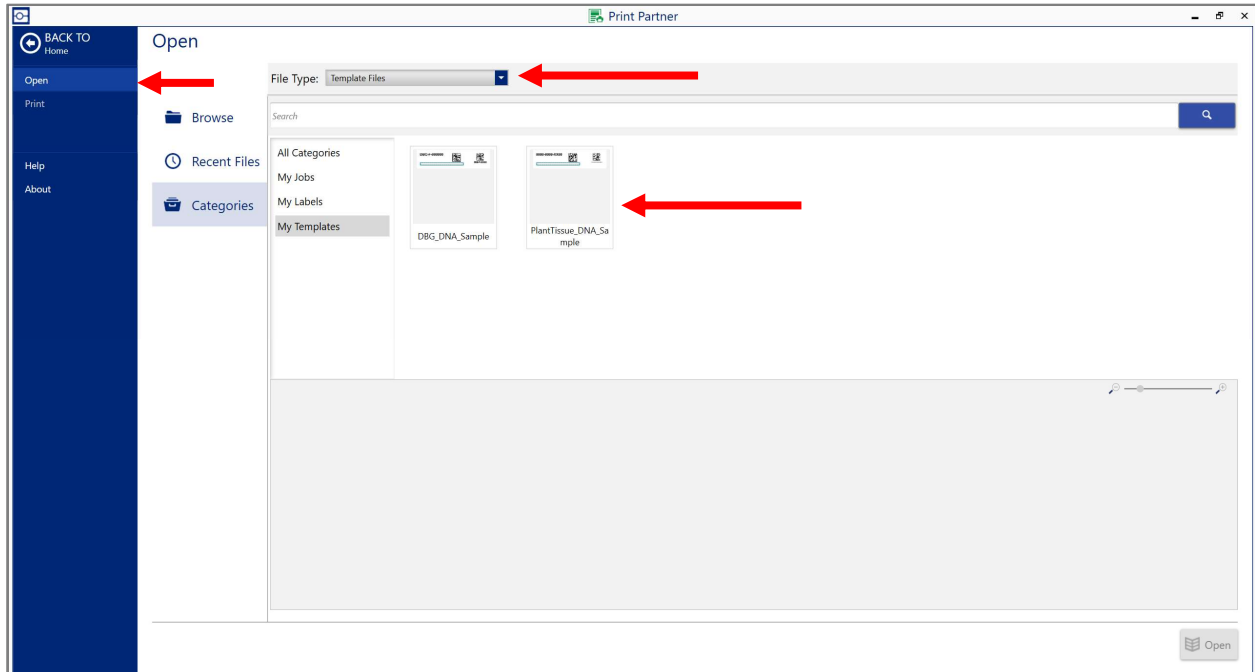 Print Partner
BACK TO
Home
Open
Open
Print
Help
About
File Type: Template Files
Browse
Recent Files
Categories
Search
All Categories
My Jobs
My Labels
My Templates
DBG_DNA_Sample
PlantTissue_DNA_Sa
mple
Open